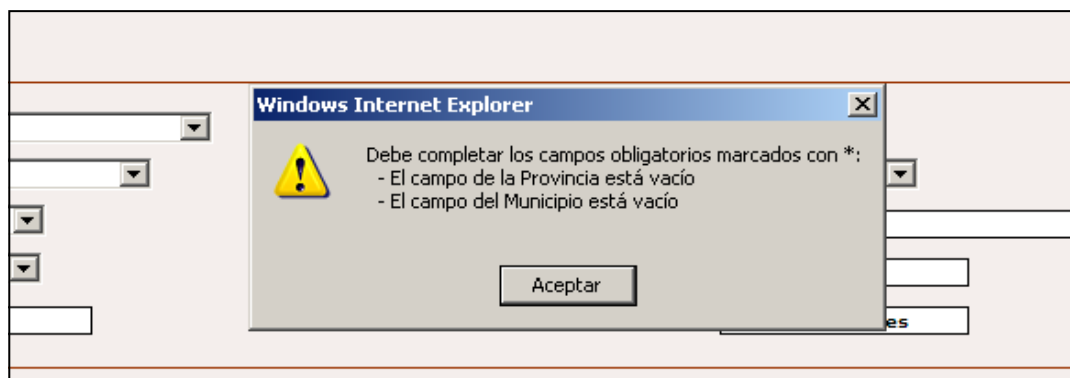 Windows Internet Explorer
Debe completar los campos obligatorios marcados con *:
- El campo de la Provincia está vacío
- El campo del Municipio está vacío
Aceptar
es